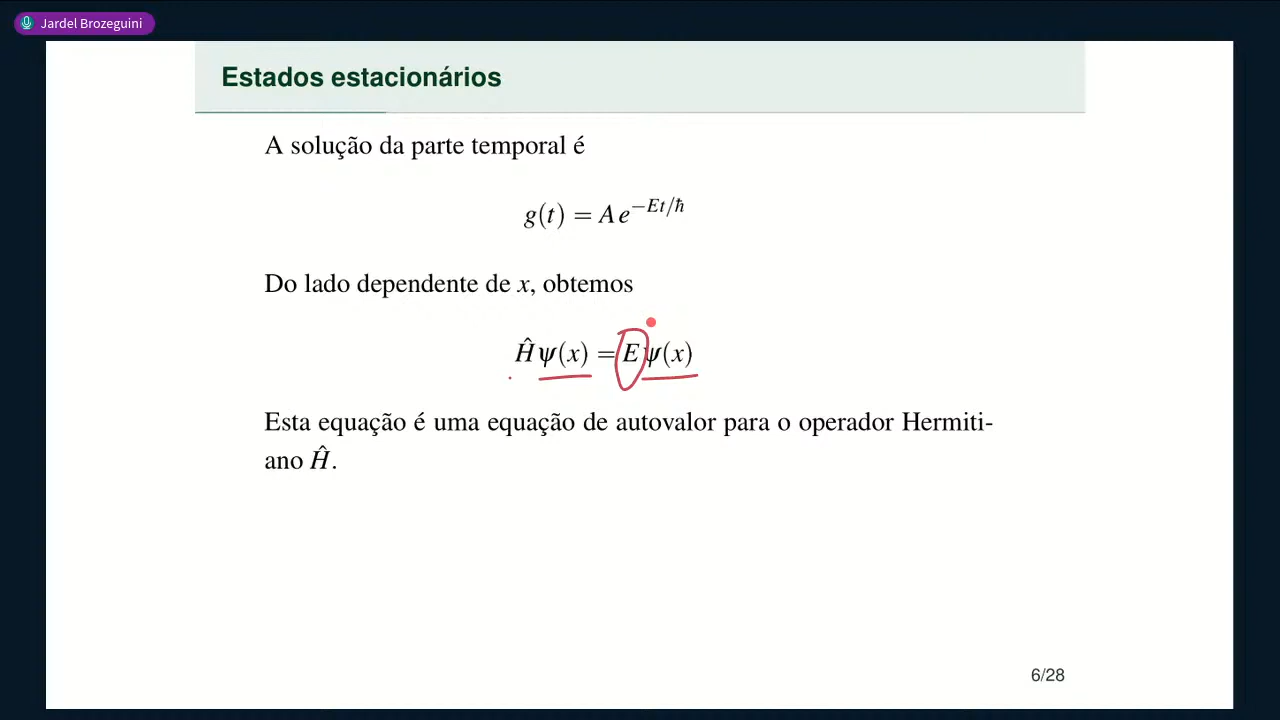 Jardel Brozeguini
Estados estacionários
A solução da parte temporal é
g(t) = A e^{−Et/ħ}
Do lado dependente de x, obtemos
Ĥψ(x) = Eψ(x)
Esta equação é uma equação de autovalor para o operador Hermiti-
ano Ĥ.
6/28